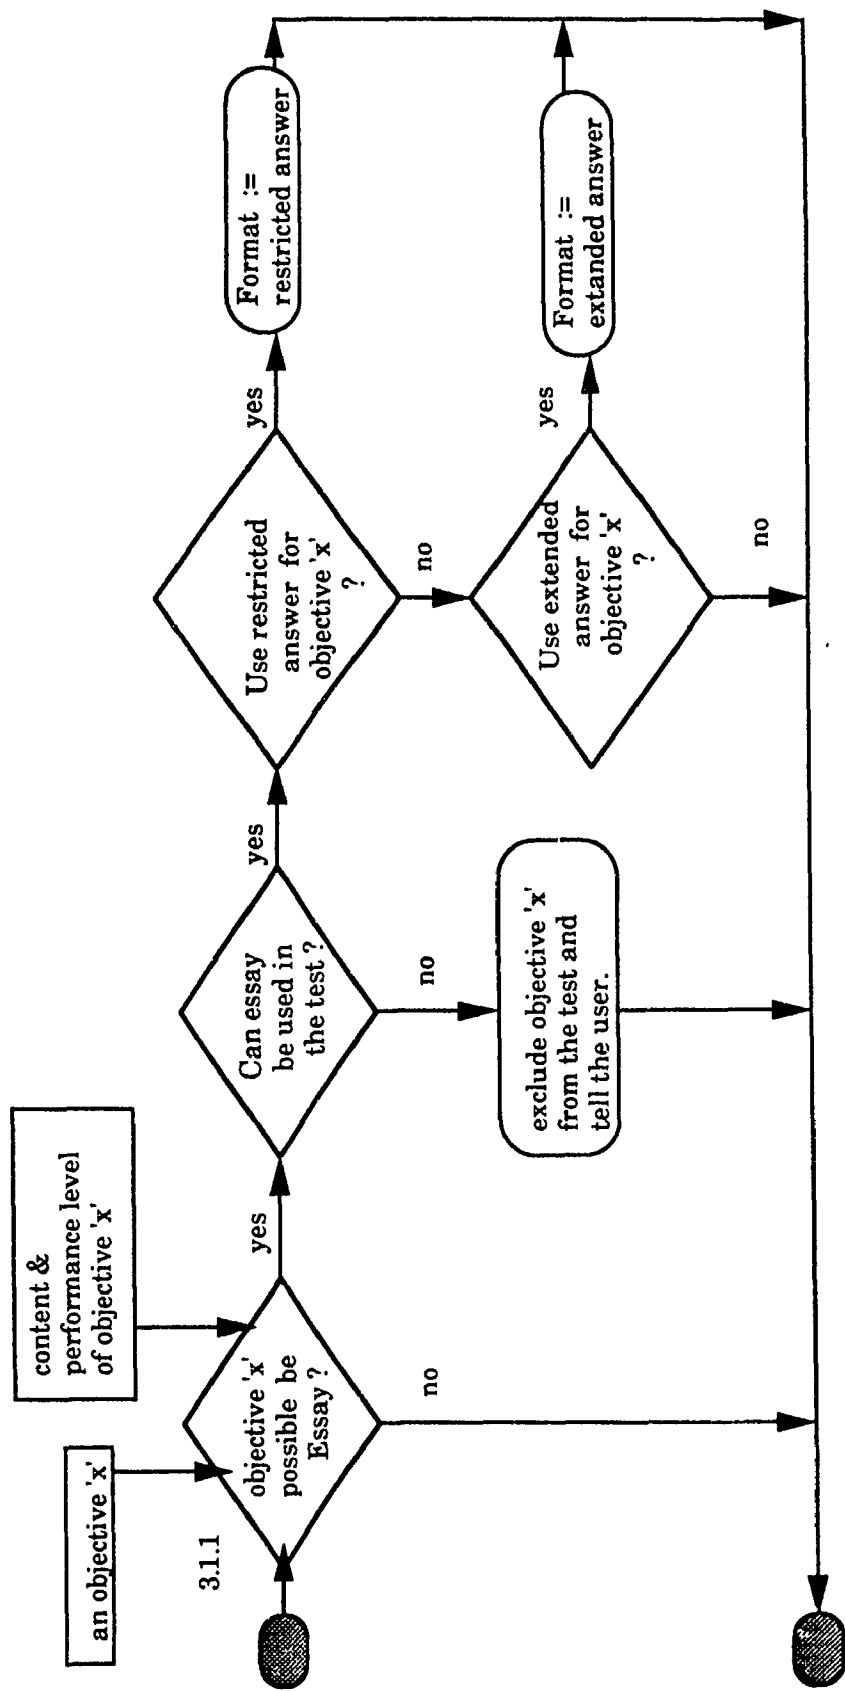 an objective 'x'
content &
performance level
of objective 'x'
3.1.1
objective 'x'
possible be
Essay ?
yes
no
Can essay
be used in
the test ?
yes
no
exclude objective 'x'
from the test and
tell the user.
Use restricted
answer for
objective 'x'
?
yes
no
Format :=
restricted answer
Use extended
answer for
objective 'x'
?
yes
no
Format :=
extanded answer